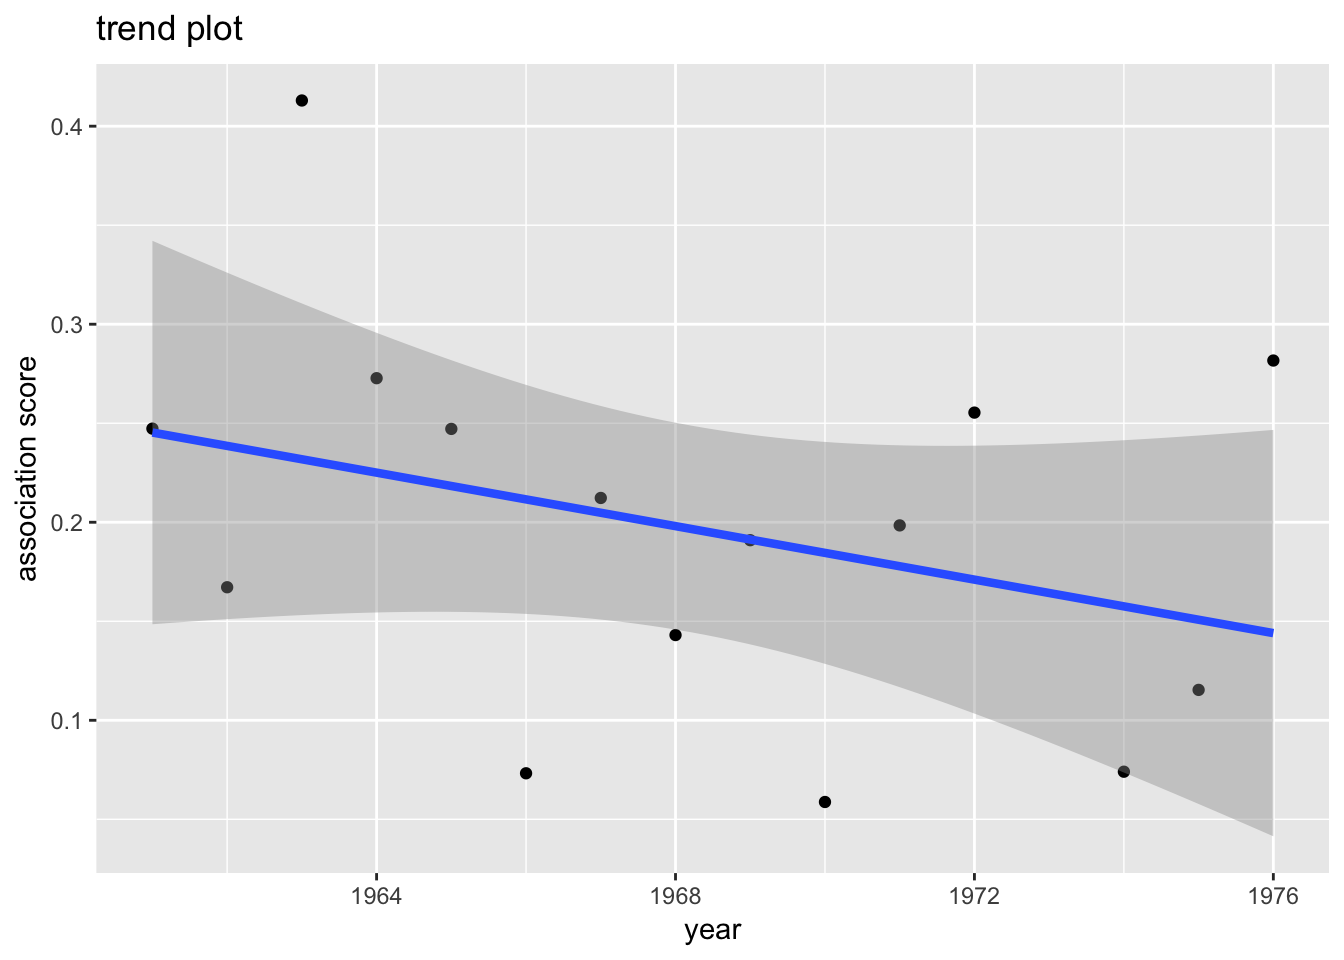 trend plot
0.4
0.3
0.2
0.1
association score
1964 1968 1972 1976
year